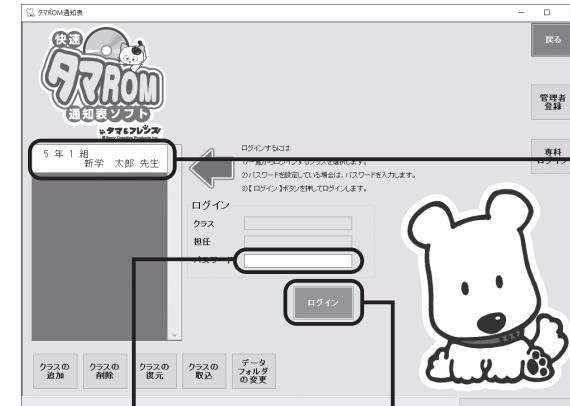 タマROM通知表
戻る
快速
タマROM
通知表ソフト
タマ&フレンズ
管理者
登録
専科
ログイン
5 年 1 組
新学 太郎 先生
ログインするには
1)一覧からログインするクラスを選択します。
2)パスワードを設定している場合は、パスワードを入力します。
3)【 ログイン 】ボタンを押してログインします。
ログイン
クラス
担任
パスワード
ログイン
クラスの
追加
クラスの
削除
クラスの
復元
クラスの
取込
データ
フォルダ
の変更